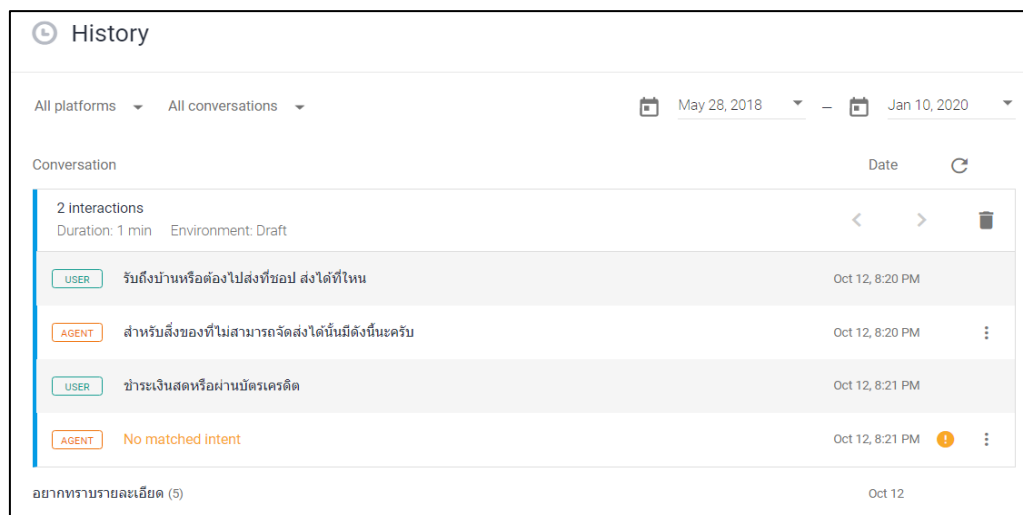 History
All platforms All conversations May 28, 2018 – Jan 10, 2020
Conversation Date
2 interactions
Duration: 1 min Environment: Draft
USER รับถึงบ้านหรือต้องไปส่งที่ชอป ส่งได้ที่ใหน Oct 12, 8:20 PM
AGENT สำหรับสิ่งของที่ไม่สามารถจัดส่งได้นั้นมีดังนี้นะครับ Oct 12, 8:20 PM
USER ชำระเงินสดหรือผ่านบัตรเครดิต Oct 12, 8:21 PM
AGENT No matched intent Oct 12, 8:21 PM
อยากทราบรายละเอียด (5) Oct 12